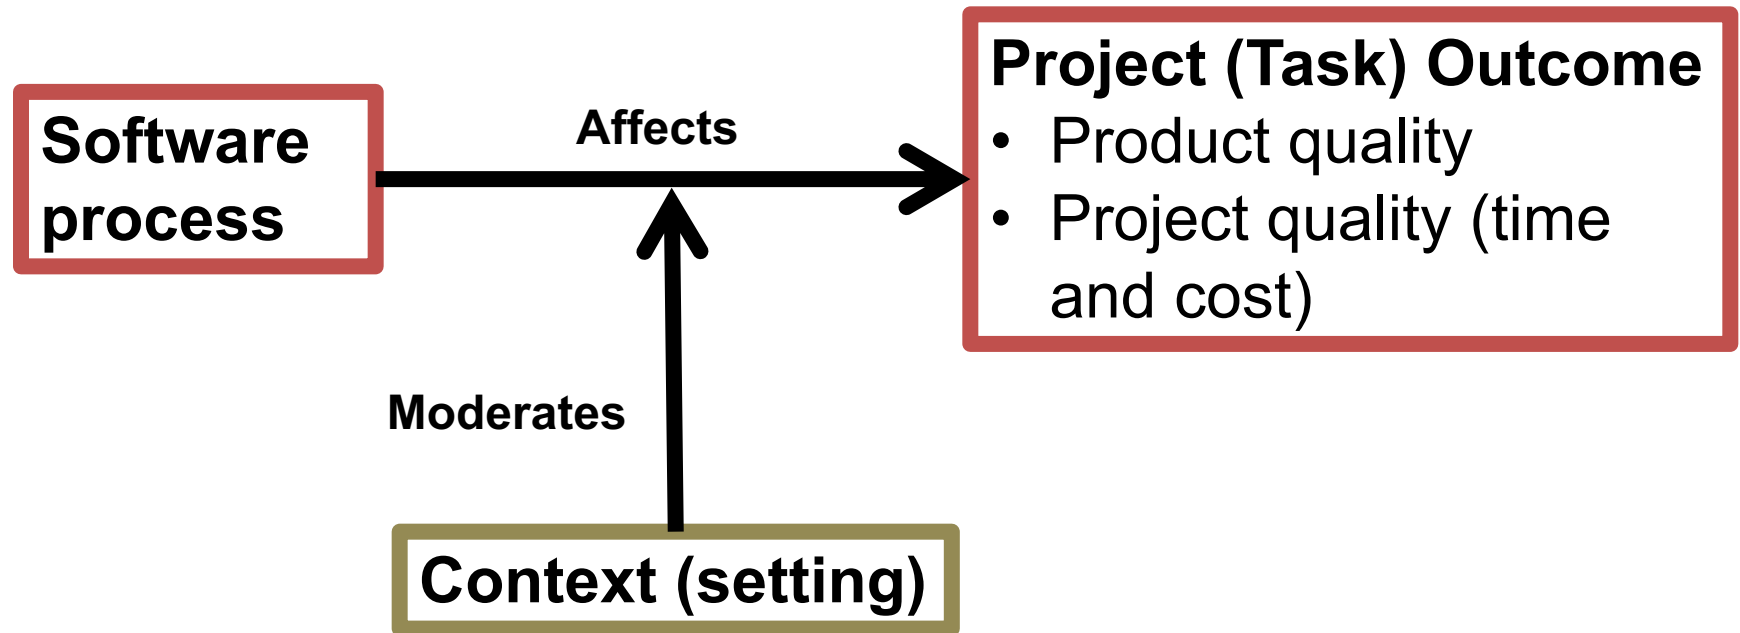 Software
process
Affects
Project (Task) Outcome
• Product quality
• Project quality (time
and cost)
Moderates
Context (setting)